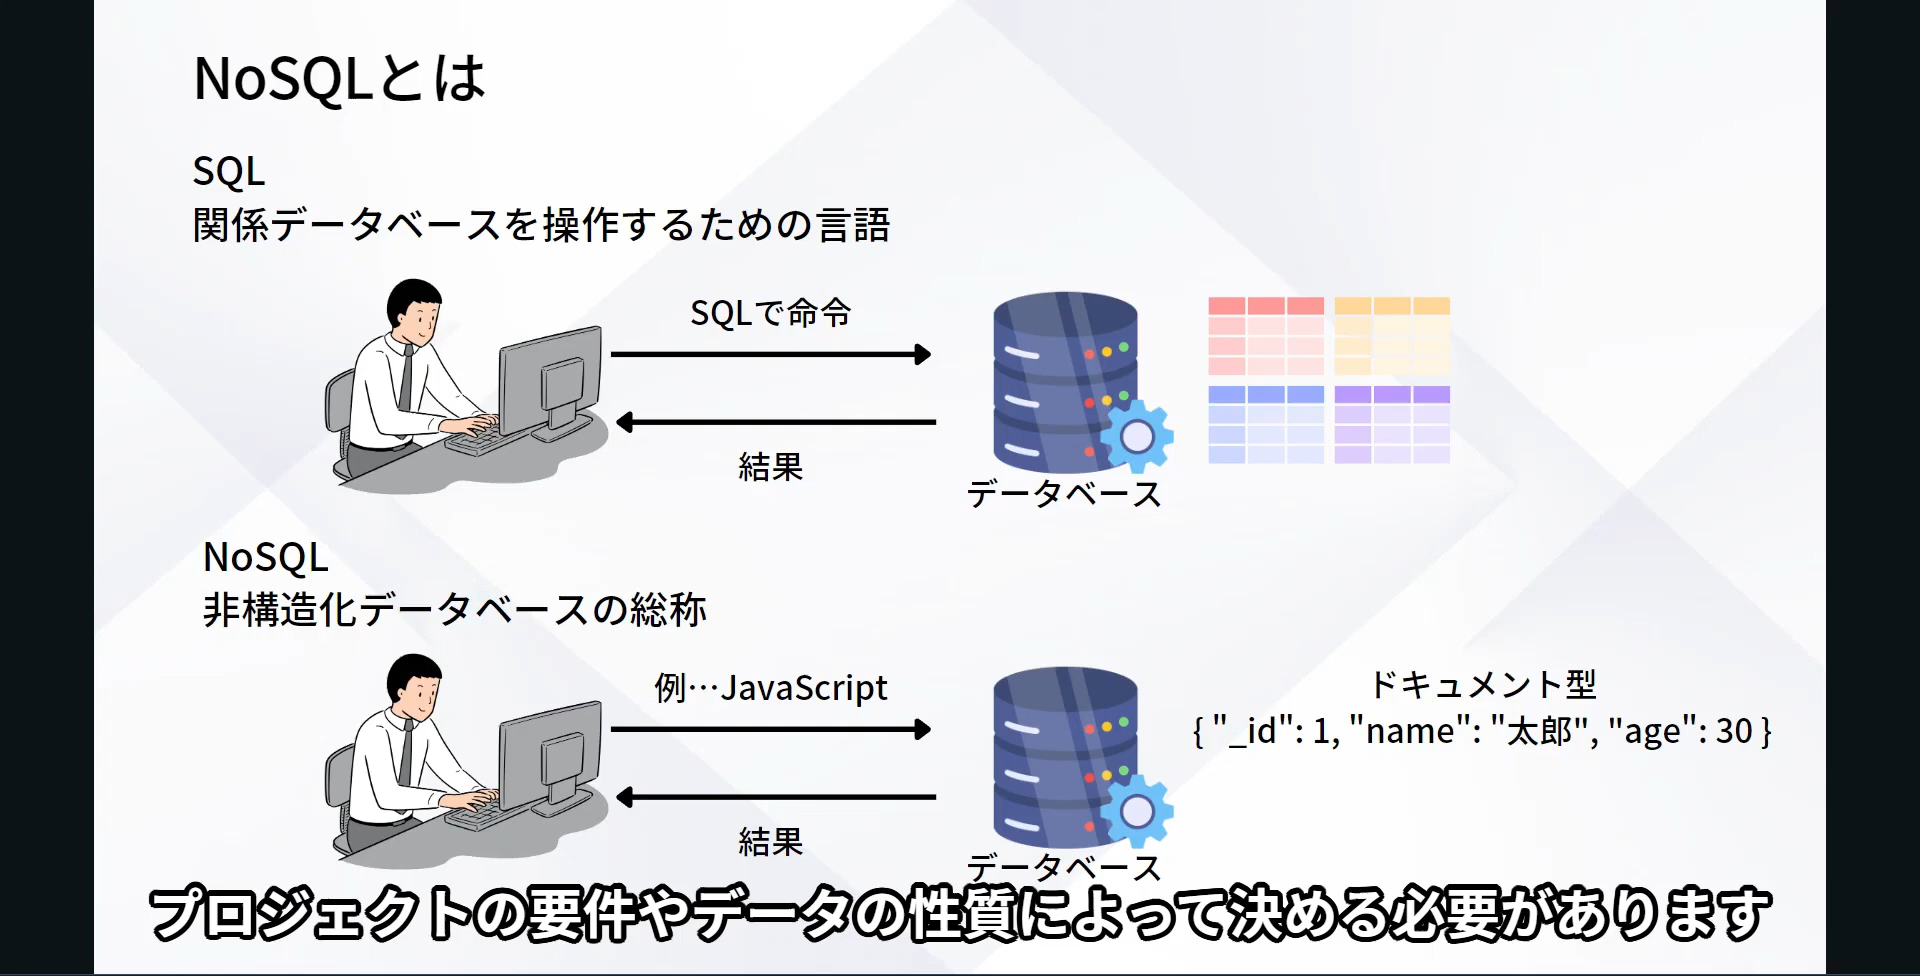 NoSQLとは
SQL
関係データベースを操作するための言語
SQLで命令
結果
データベース
NoSQL
非構造化データベースの総称
例…JavaScript
結果
データベース
ドキュメント型
{ "_id": 1, "name": "太郎", "age": 30 }
プロジェクトの要件やデータの性質によって決める必要があります